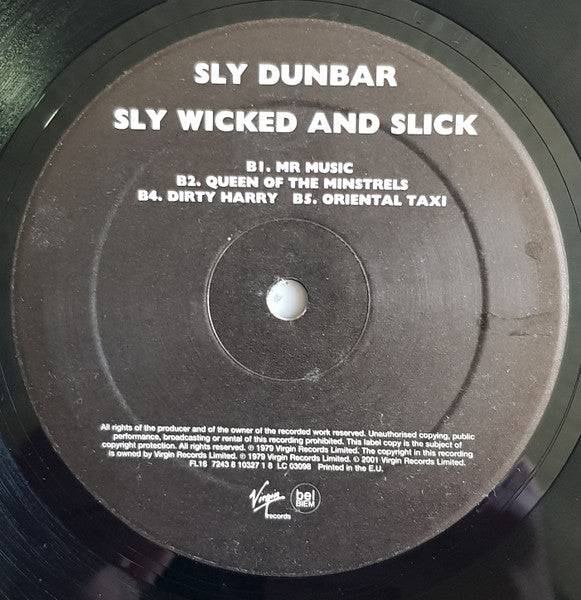 SLY DUNBAR
SLY WICKED AND SLICK
B1. MR MUSIC
B2. QUEEN OF THE MINSTRELS
B4. DIRTY HARRY B5. ORIENTAL TAXI
All rights of the producer and of the owner of the recorded work reserved. Unauthorised copying, public
performance, broadcasting or rental of this recording prohibited. This label copy is the subject of
copyright protection. All rights reserved. ℗ 1979 Virgin Records Limited. The copyright in this recording
is owned by Virgin Records Limited. ℗ 1979 Virgin Records Limited. © 2001 Virgin Records Limited.
FL16 7243 8 10327 1 8 LC 03098 Printed in the E.U.
Virgin
records
bel
BIEM